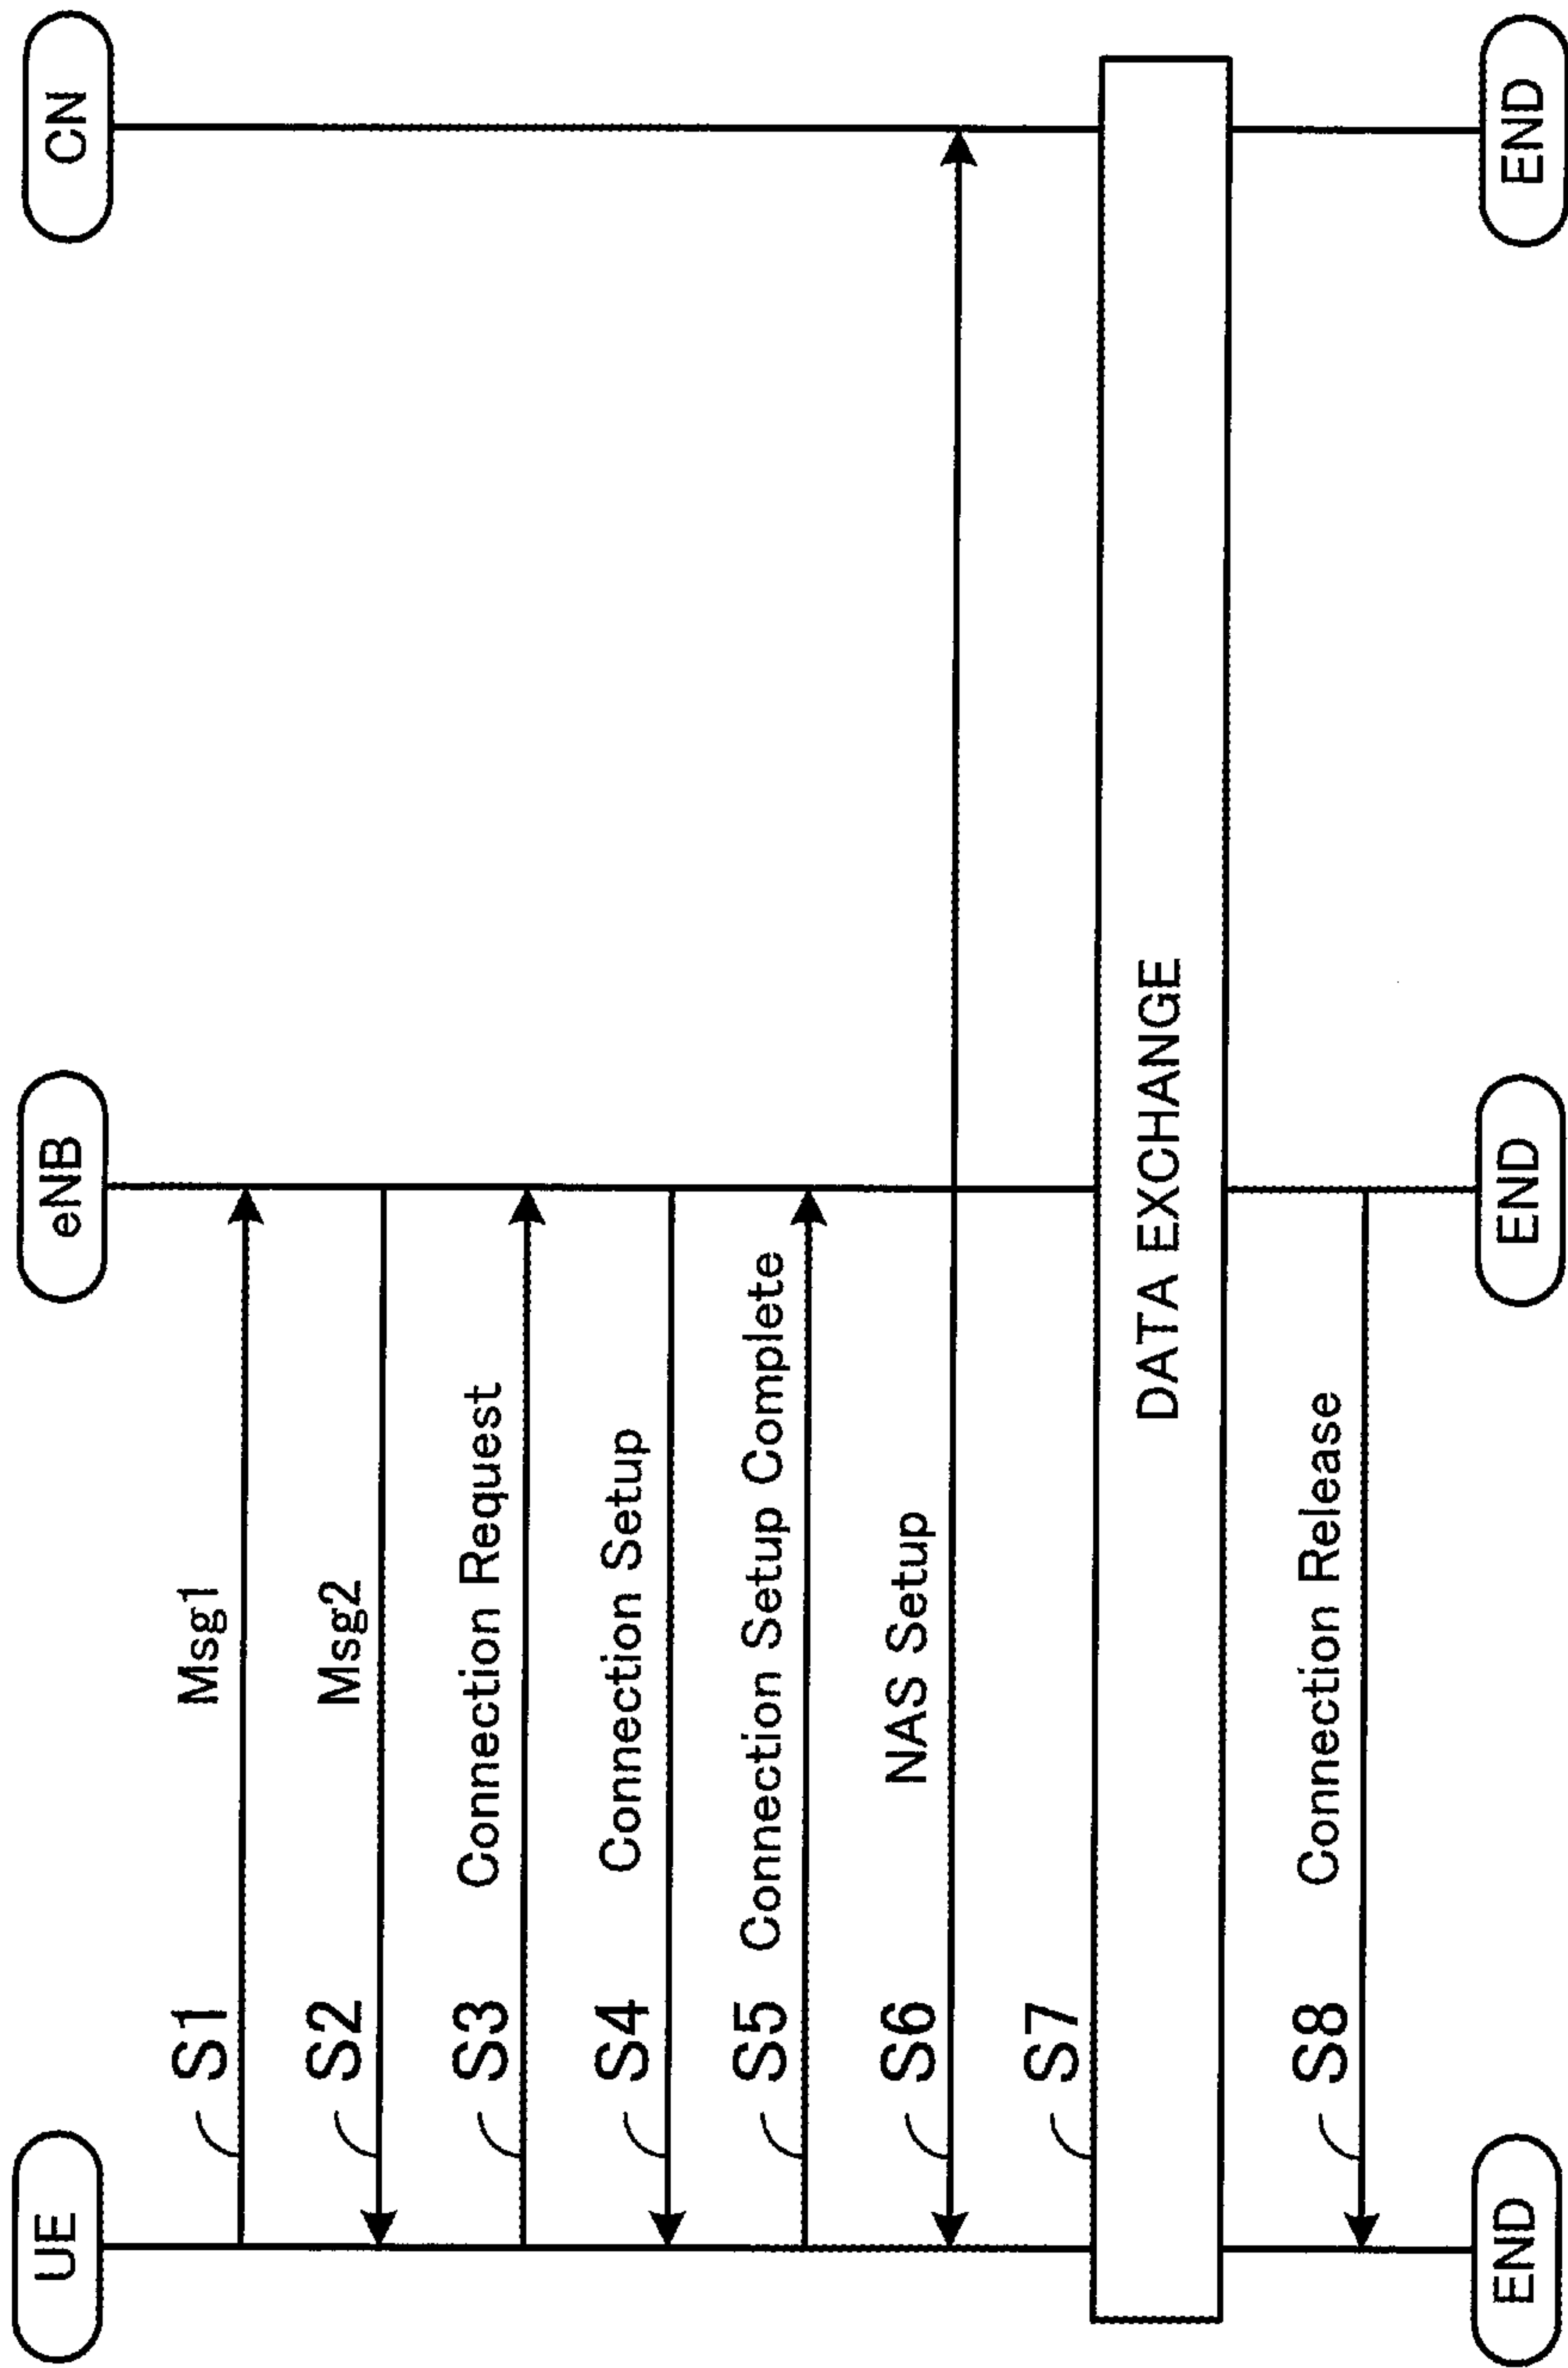 UE
eNB
CN
S1 Msg1
S2 Msg2
S3 Connection Request
S4 Connection Setup
S5 Connection Setup Complete
S6 NAS Setup
S7
DATA EXCHANGE
S8 Connection Release
END
END
END